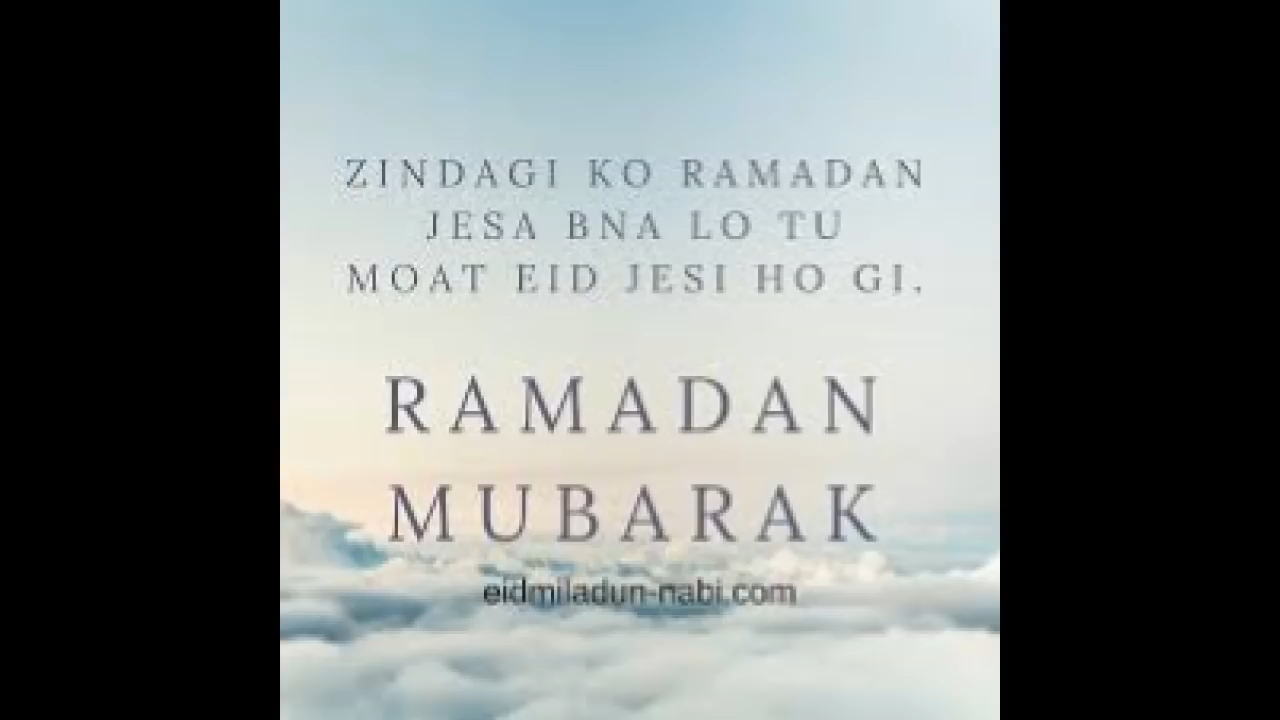 ZINDAGI KO RAMADAN
JESA BNA LO TU
MOAT EID JESI HO GI.
RAMADAN
MUBARAK
eidmiladun-nabi.com